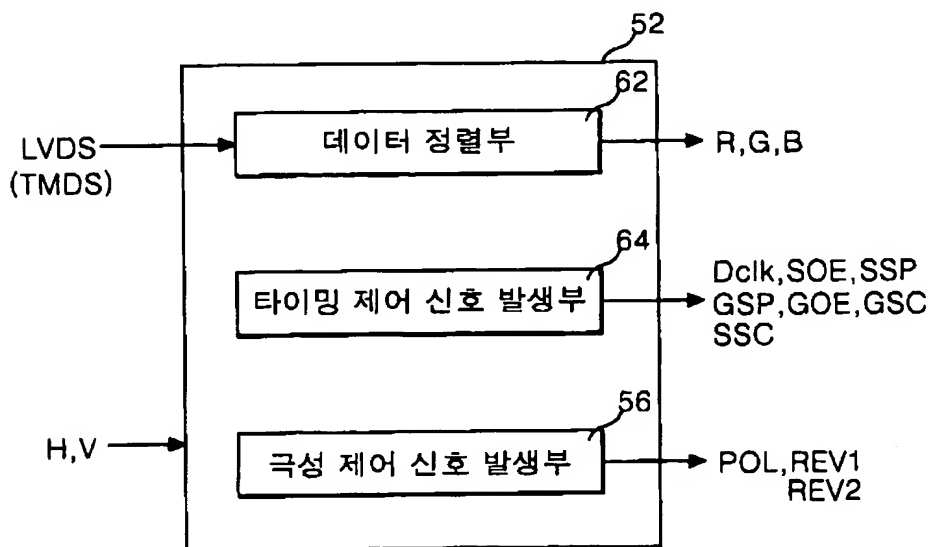 52
62
LVDS
(TMDS)
데이터 정렬부
R,G,B
64
타이밍 제어 신호 발생부
Dclk,SOE,SSP
GSP,GOE,GSC
SSC
56
H,V
극성 제어 신호 발생부
POL,REV1
REV2